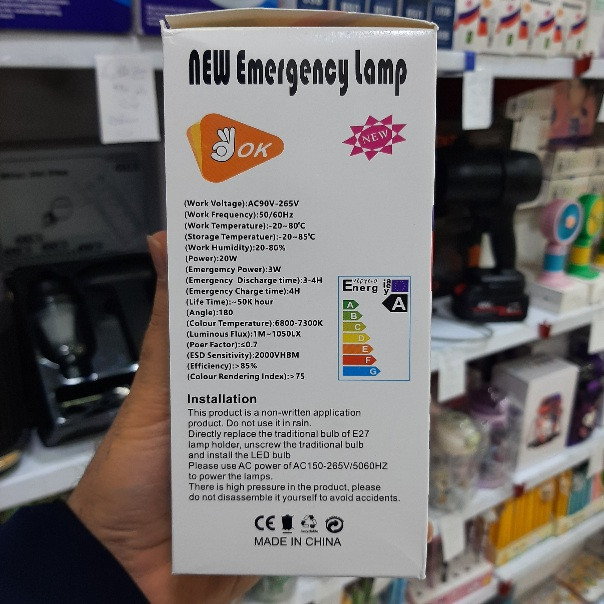 NEW Emergency Lamp
OK
NEW
(Work Voltage):AC90V-265V
(Work Frequency):50/60Hz
(Work Temperature):-20~80℃
(Storage Temperatuer):-20~85℃
(Work Humidity):20-80%
(Power):20W
(Emergemcy Power):3W
(Emergency Discharge time):3-4H
(Emergency Charge time):4H
(Life Time):~50K hour
(Angle):180
(Colour Temperature):6800-7300K
(Luminous Flux):1M~1050LX
(Poer Factor):≤0.7
(ESD Sensitivity):2000VHBM
(Efficiency):>85%
(Colour Rendering Index):>75
Energ
A
A
B
C
D
E
F
G
Installation
This product is a non-written application
product. Do not use it in rain.
Directly replace the traditional bulb of E27
lamp holder, unscrew the traditional bulb
and install the LED bulb
Please use AC power of AC150-265V/5060HZ
to power the lamps.
There is high pressure in the product, please
do not disassemble it yourself to avoid accidents.
CE
MADE IN CHINA